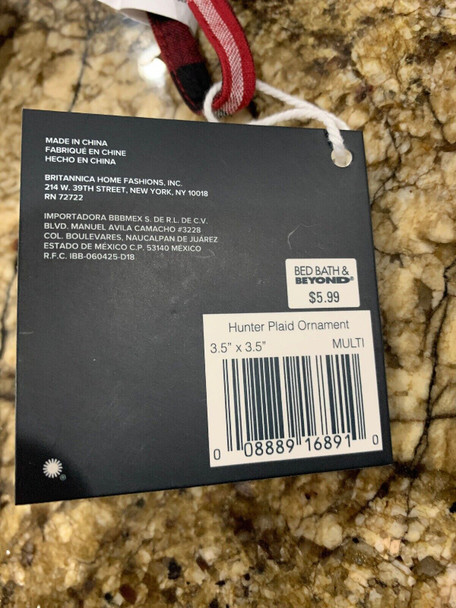 MADE IN CHINA
FABRIQUÉ EN CHINE
HECHO EN CHINA
BRITANNICA HOME FASHIONS, INC.
214 W. 39TH STREET, NEW YORK, NY 10018
RN 72722
IMPORTADORA BBBMEX S. DE R.L. DE C.V.
BLVD. MANUEL AVILA CAMACHO #3228
COL. BOULEVARES, NAUCALPAN DE JUÁREZ
ESTADO DE MÉXICO C.P. 53140 MÉXICO
R.F.C. IBB-060425-D18
BED BATH &
BEYOND®
$5.99
Hunter Plaid Ornament
3.5" x 3.5" MULTI
0 08889 16891 0
®